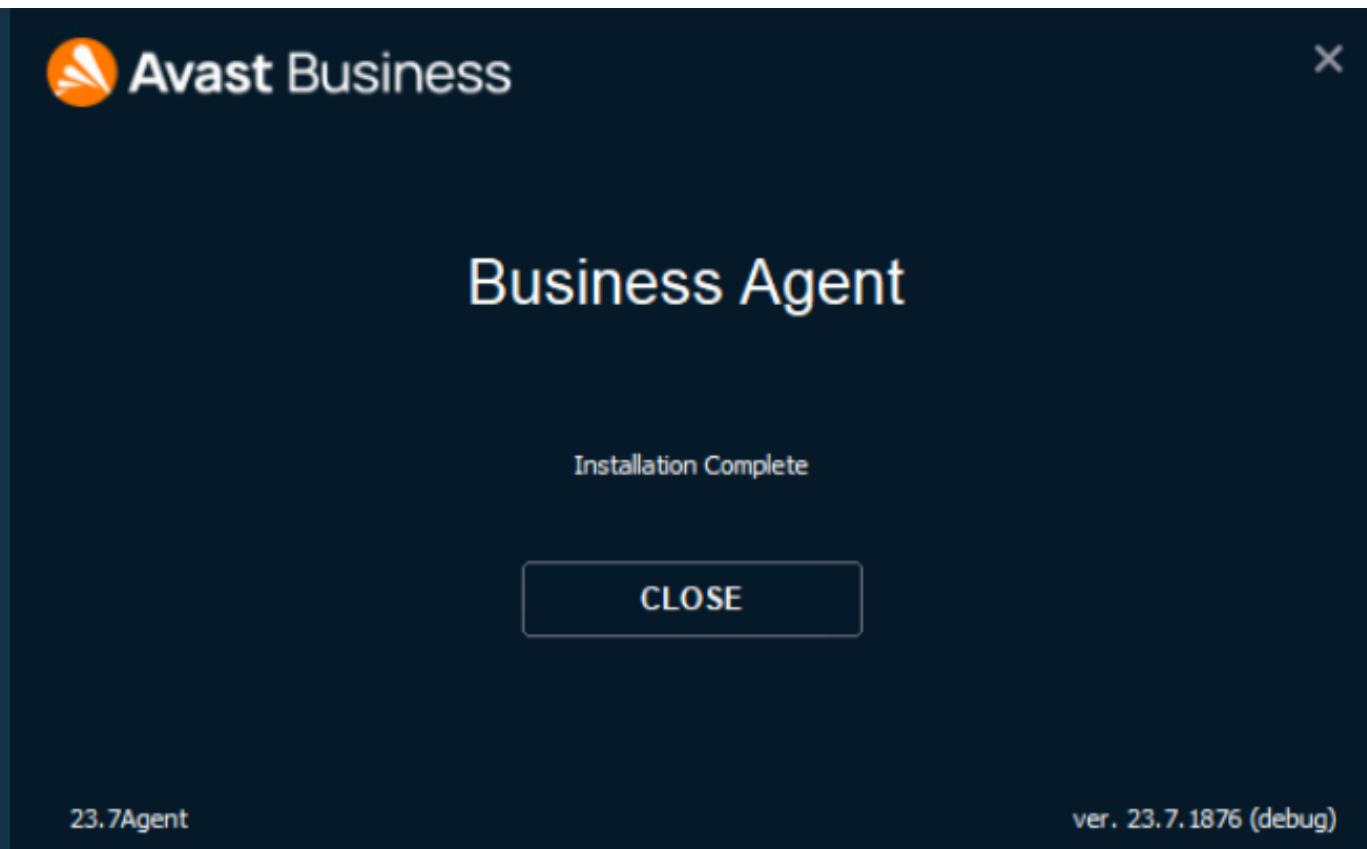 Avast Business
Business Agent
Installation Complete
CLOSE
23.7Agent
ver. 23.7.1876 (debug)